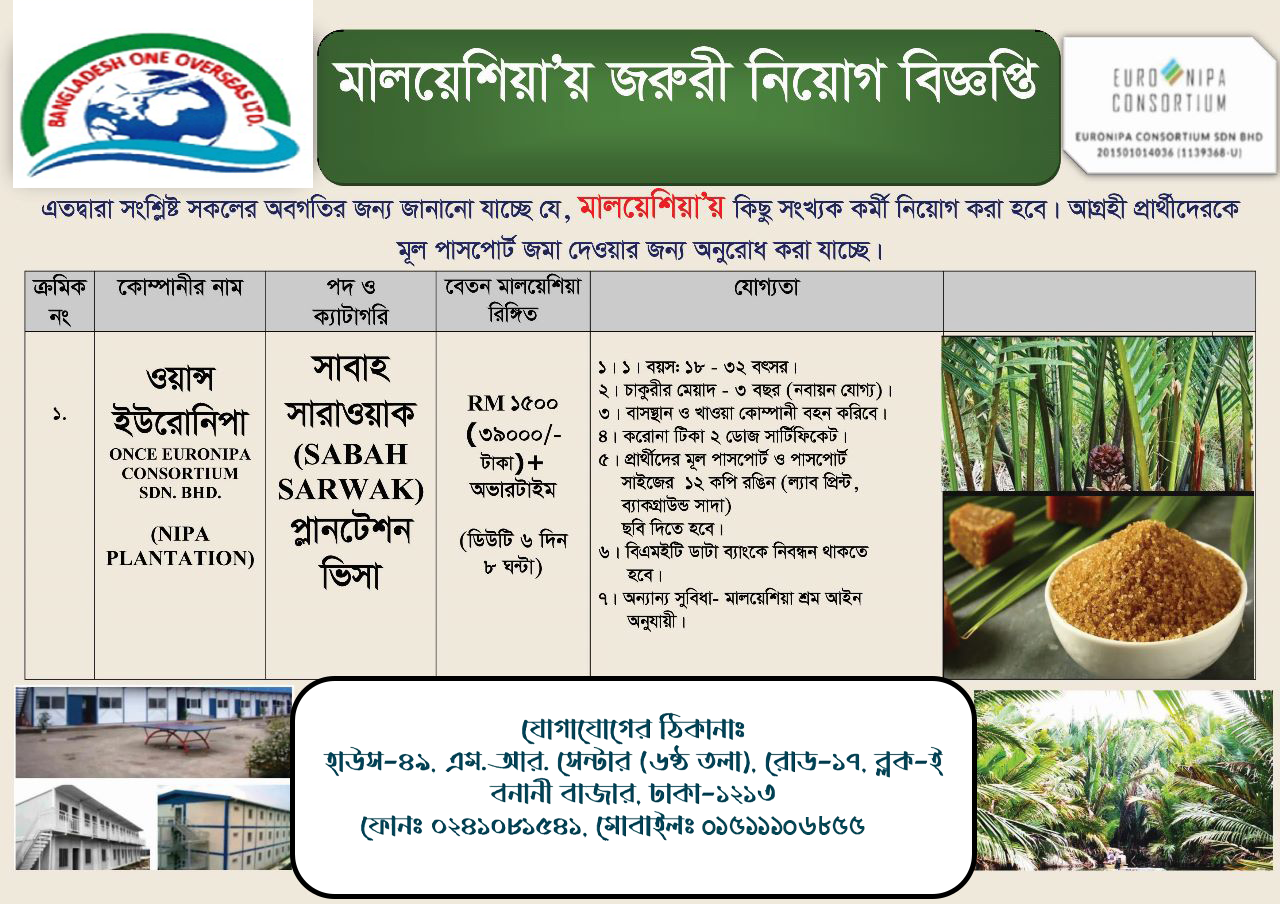 BANGLADESH ONE OVERSEAS LTD.
মালয়েশিয়া’য় জরুরী নিয়োগ বিজ্ঞপ্তি
EURO NIPA
CONSORTIUM
EURONIPA CONSORTIUM SDN BHD
201501014036 (1139368-U)
এতদ্বারা সংশ্লিষ্ট সকলের অবগতির জন্য জানানো যাচ্ছে যে, মালয়েশিয়া’য় কিছু সংখ্যক কর্মী নিয়োগ করা হবে। আগ্রহী প্রার্থীদেরকে
মূল পাসপোর্ট জমা দেওয়ার জন্য অনুরোধ করা যাচ্ছে।
ক্রমিক
নং
কোম্পানীর নাম
পদ ও
ক্যাটাগরি
বেতন মালয়েশিয়া
রিঙ্গিত
যোগ্যতা
১.
ওয়ান্স
ইউরোনিপা
ONCE EURONIPA
CONSORTIUM
SDN. BHD.
(NIPA
PLANTATION)
সাবাহ
সারাওয়াক
(SABAH
SARWAK)
প্লানটেশন
ভিসা
RM ১৫০০
(৩৯০০০/-
টাকা)+
অভারটাইম
(ডিউটি ৬ দিন
৮ ঘন্টা)
১। ১। বয়স: ১৮ - ৩২ বৎসর।
২। চাকুরীর মেয়াদ - ৩ বছর (নবায়ন যোগ্য)।
৩। বাসস্থান ও খাওয়া কোম্পানী বহন করিবে।
৪। করোনা টিকা ২ ডোজ সার্টিফিকেট।
৫। প্রার্থীদের মূল পাসপোর্ট ও পাসপোর্ট
সাইজের ১২ কপি রঙিন (ল্যাব প্রিন্ট,
ব্যাকগ্রাউন্ড সাদা)
ছবি দিতে হবে।
৬। বিএমইটি ডাটা ব্যাংকে নিবন্ধন থাকতে
হবে।
৭। অন্যান্য সুবিধা- মালয়েশিয়া শ্রম আইন
অনুযায়ী।
যোগাযোগের ঠিকানাঃ
হাউস-৪৯, এম.আর. সেন্টার (৬ষ্ঠ তলা), রোড-১৭, ব্লক-ই
বনানী বাজার, ঢাকা-১২১৩
ফোনঃ ০২৪১০৮১৫৪১, মোবাইলঃ ০১৫১১১০৬৮৫৫